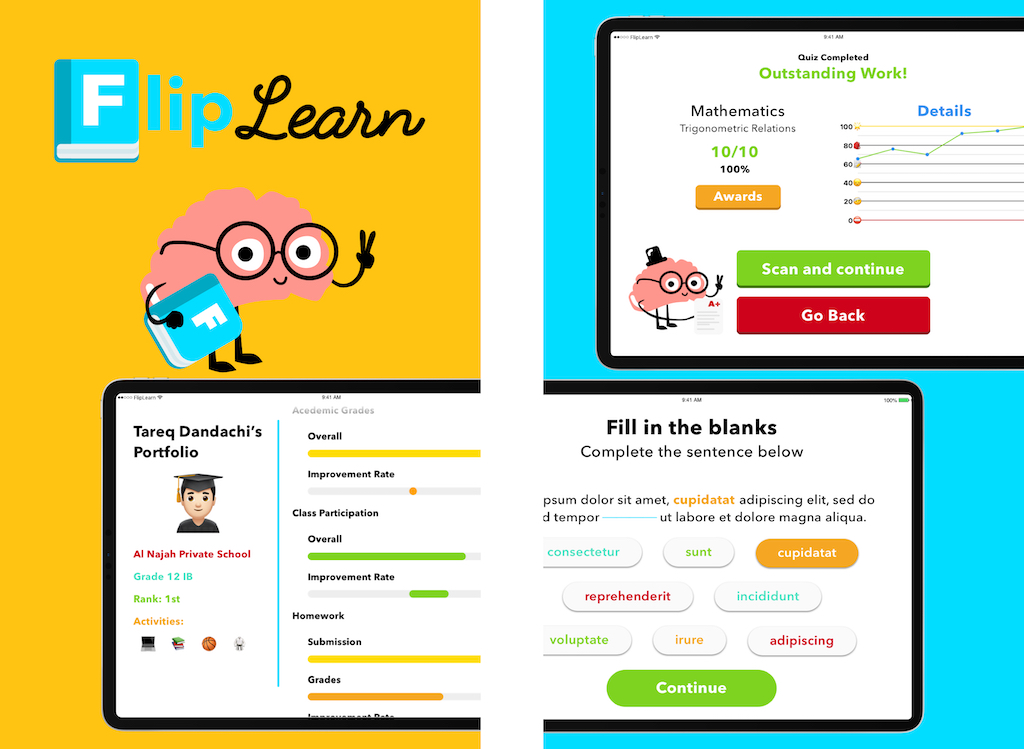 Flip Learn
F
FlipLearn
9:41 AM
Tareq Dandachi's
Portfolio
Al Najah Private School
Grade 12 IB
Rank: 1st
Activities:
Acedemic Grades
Overall
Improvement Rate
Class Participation
Overall
Improvement Rate
Homework
Submission
Grades
Improvement Rate
FlipLearn
9:41 AM
Quiz Completed
Outstanding Work!
Mathematics
Trigonometric Relations
10/10
100%
Awards
Details
100
80
60
40
20
0
A+
Scan and continue
Go Back
9:41 AM
100%
Fill in the blanks
Complete the sentence below
psum dolor sit amet, cupidatat adipiscing elit, sed do
d tempor ut labore et dolore magna aliqua.
consectetur sunt cupidatat
reprehenderit incididunt
voluptate irure adipiscing
Continue